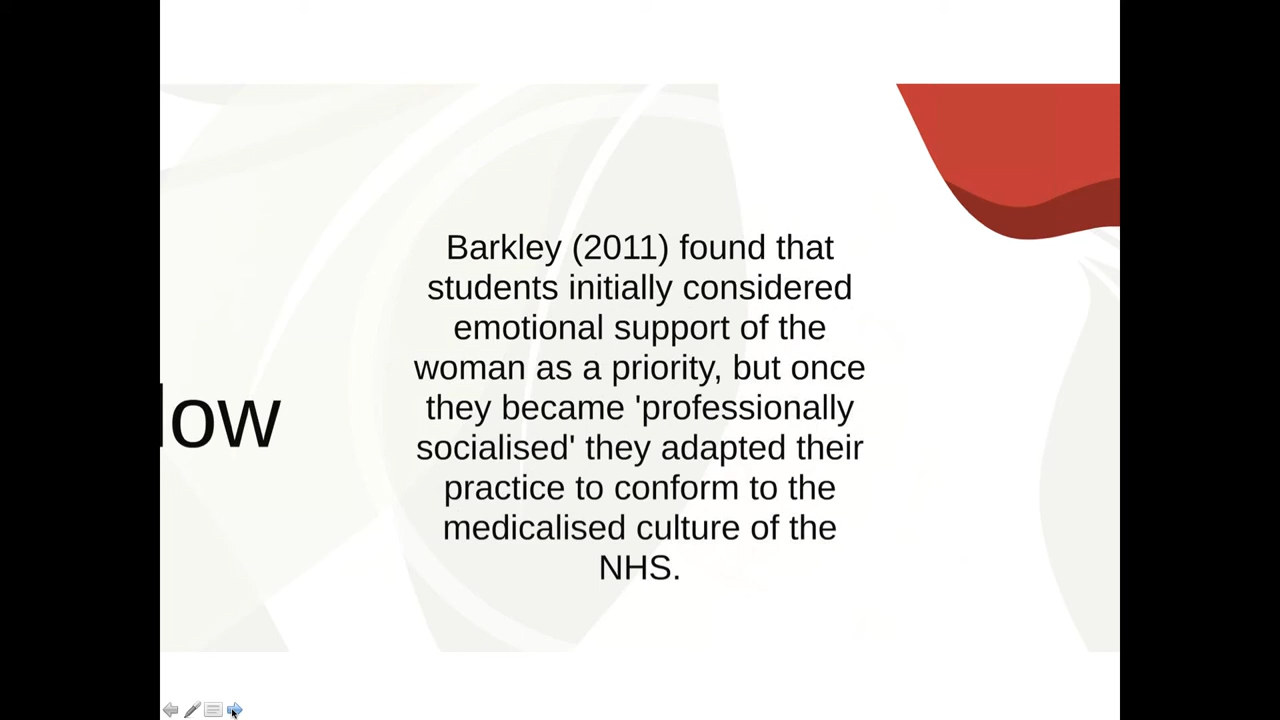 Barkley (2011) found that
students initially considered
emotional support of the
woman as a priority, but once
they became 'professionally
socialised' they adapted their
practice to conform to the
medicalised culture of the
NHS.